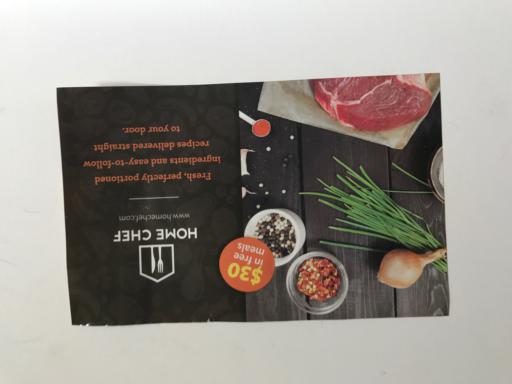 HOME CHEF
www.homechef.com
Fresh, perfectly portioned
ingredients and easy-to-follow
recipes delivered straight
to your door.
$30
in free
meals